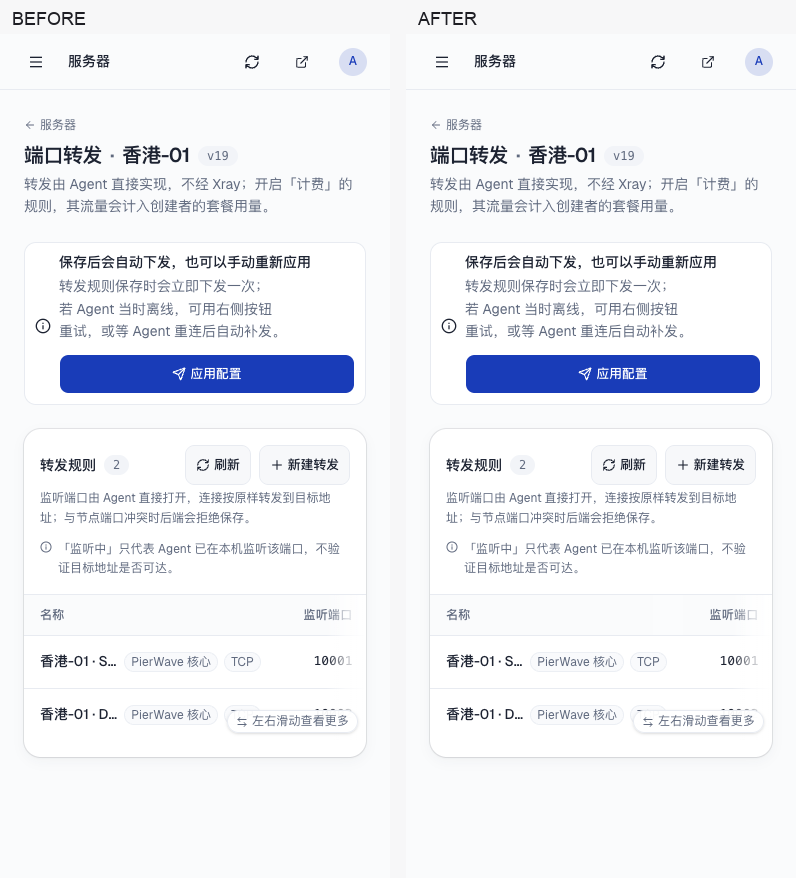 BEFORE
服务器
A
服务器
端口转发 · 香港-01 v19
转发由 Agent 直接实现，不经 Xray；开启「计费」的
规则，其流量会计入创建者的套餐用量。
保存后会自动下发，也可以手动重新应用
转发规则保存时会立即下发一次；
若 Agent 当时离线，可用右侧按钮
重试，或等 Agent 重连后自动补发。
应用配置
转发规则 2 刷新 新建转发
监听端口由 Agent 直接打开，连接按原样转发到目标地
址；与节点端口冲突时后端会拒绝保存。
「监听中」只代表 Agent 已在本机监听该端口，不验
证目标地址是否可达。
名称 监听端口
香港-01 · S... PierWave 核心 TCP 10001
香港-01 · D... PierWave 核心
左右滑动查看更多
AFTER
服务器
A
服务器
端口转发 · 香港-01 v19
转发由 Agent 直接实现，不经 Xray；开启「计费」的
规则，其流量会计入创建者的套餐用量。
保存后会自动下发，也可以手动重新应用
转发规则保存时会立即下发一次；
若 Agent 当时离线，可用右侧按钮
重试，或等 Agent 重连后自动补发。
应用配置
转发规则 2 刷新 新建转发
监听端口由 Agent 直接打开，连接按原样转发到目标地
址；与节点端口冲突时后端会拒绝保存。
「监听中」只代表 Agent 已在本机监听该端口，不验
证目标地址是否可达。
名称 监听端口
香港-01 · S... PierWave 核心 TCP 10001
香港-01 · D... PierWave 核心
左右滑动查看更多